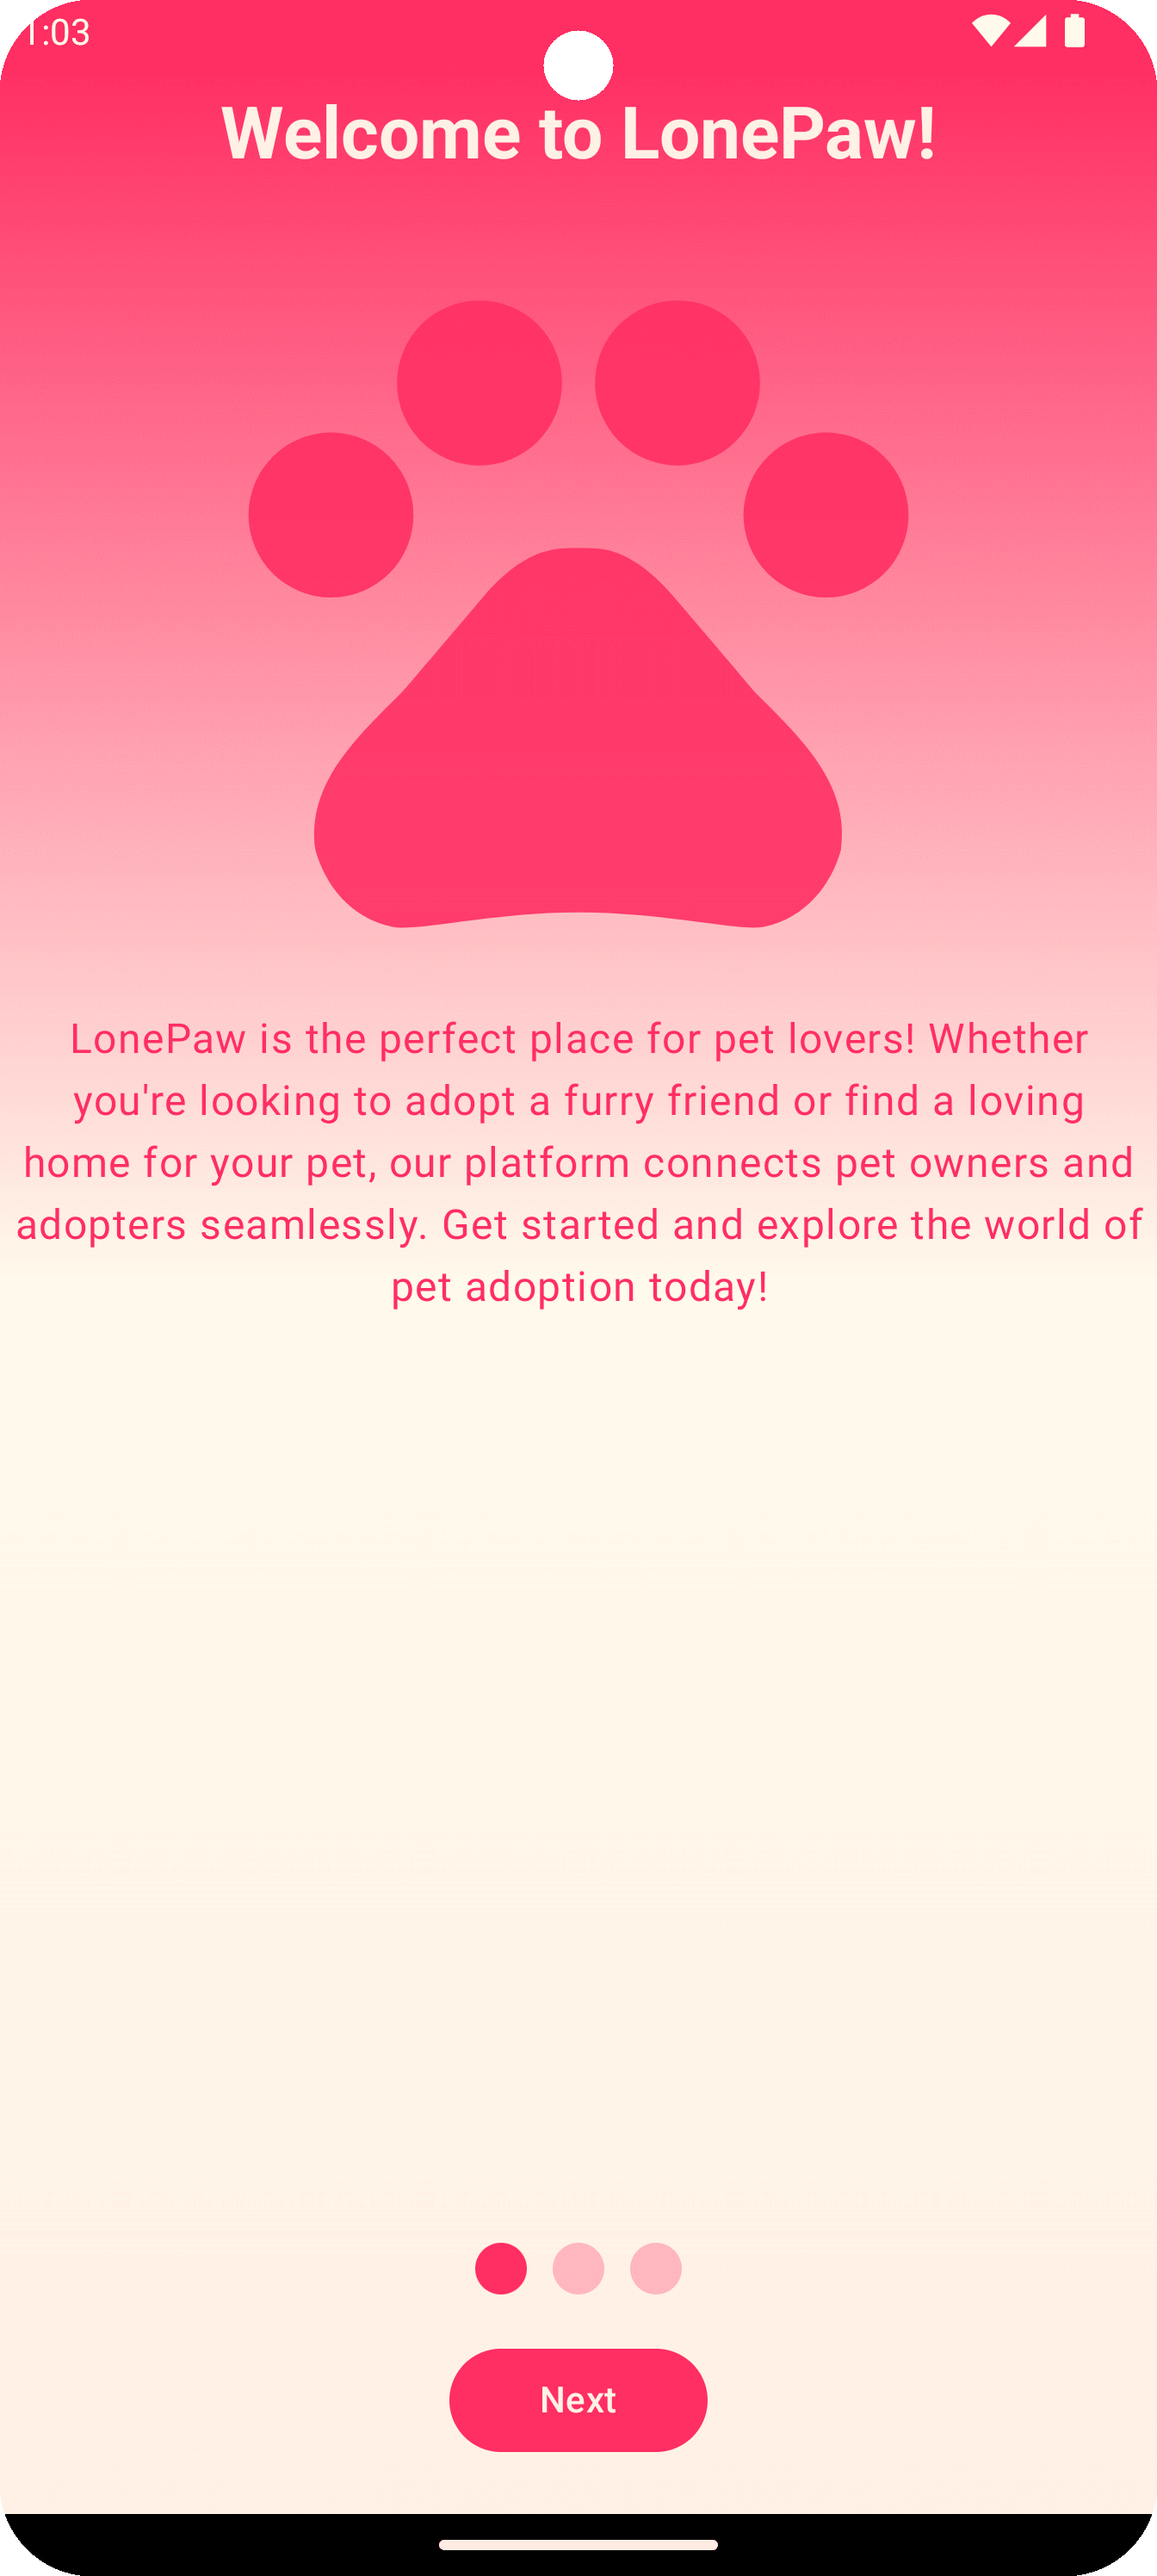 1:03
Welcome to LonePaw!
LonePaw is the perfect place for pet lovers! Whether
you're looking to adopt a furry friend or find a loving
home for your pet, our platform connects pet owners and
adopters seamlessly. Get started and explore the world of
pet adoption today!
Next